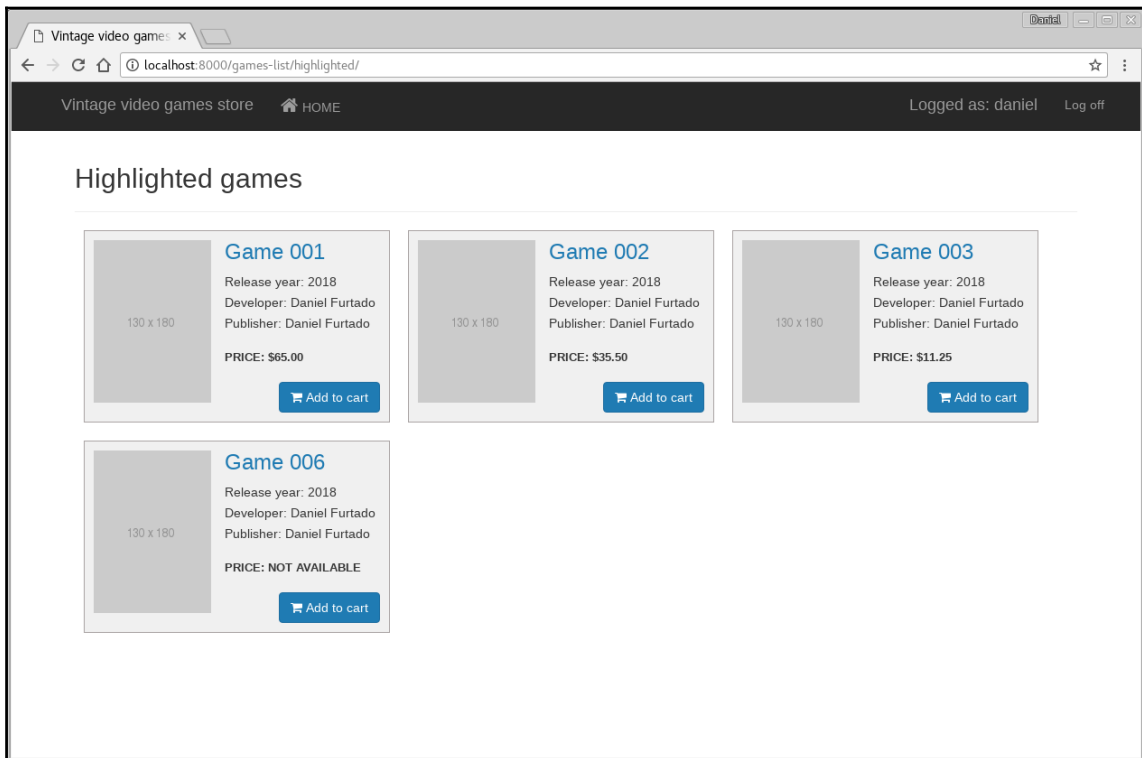 Daniel
Vintage video games
localhost:8000/games-list/highlighted/
Vintage video games store HOME Logged as: daniel Log off
Highlighted games
130 x 180
Game 001
Release year: 2018
Developer: Daniel Furtado
Publisher: Daniel Furtado
PRICE: $65.00
Add to cart
130 x 180
Game 002
Release year: 2018
Developer: Daniel Furtado
Publisher: Daniel Furtado
PRICE: $35.50
Add to cart
130 x 180
Game 003
Release year: 2018
Developer: Daniel Furtado
Publisher: Daniel Furtado
PRICE: $11.25
Add to cart
130 x 180
Game 006
Release year: 2018
Developer: Daniel Furtado
Publisher: Daniel Furtado
PRICE: NOT AVAILABLE
Add to cart